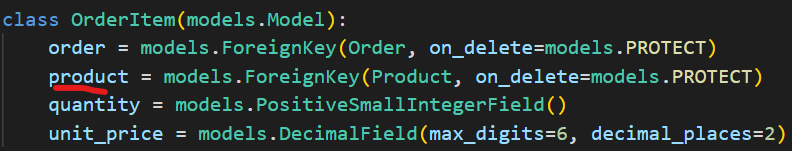 class OrderItem(models.Model):
    order = models.ForeignKey(Order, on_delete=models.PROTECT)
    product = models.ForeignKey(Product, on_delete=models.PROTECT)
    quantity = models.PositiveSmallIntegerField()
    unit_price = models.DecimalField(max_digits=6, decimal_places=2)